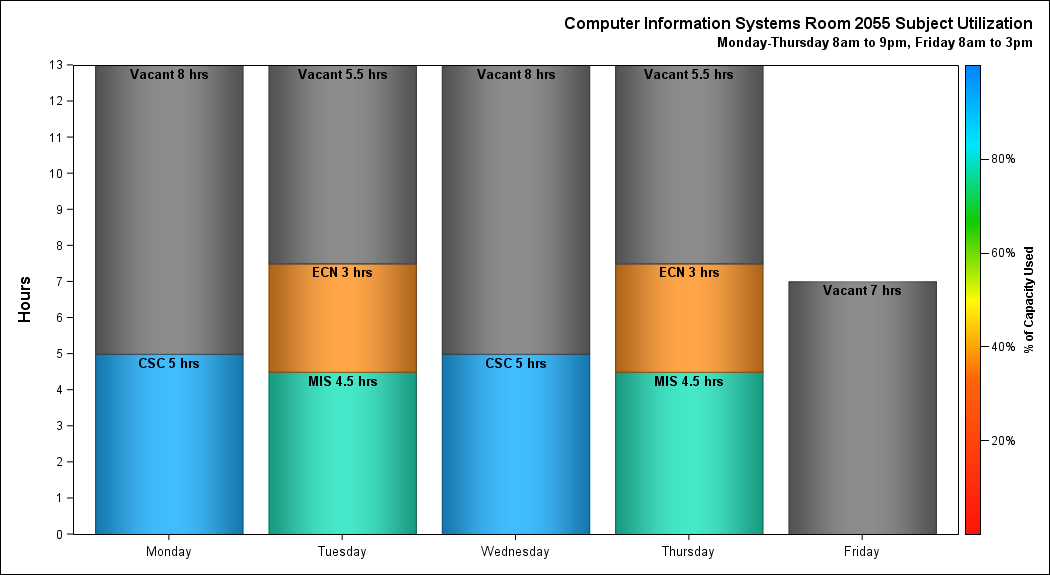 Computer Information Systems Room 2055 Subject Utilization
Monday-Thursday 8am to 9pm, Friday 8am to 3pm
Hours
13
12
11
10
9
8
7
6
5
4
3
2
1
0
Vacant 8 hrs
CSC 5 hrs
Vacant 5.5 hrs
ECN 3 hrs
MIS 4.5 hrs
Vacant 8 hrs
CSC 5 hrs
Vacant 5.5 hrs
ECN 3 hrs
MIS 4.5 hrs
Vacant 7 hrs
Monday
Tuesday
Wednesday
Thursday
Friday
80%
60%
40%
20%
% of Capacity Used